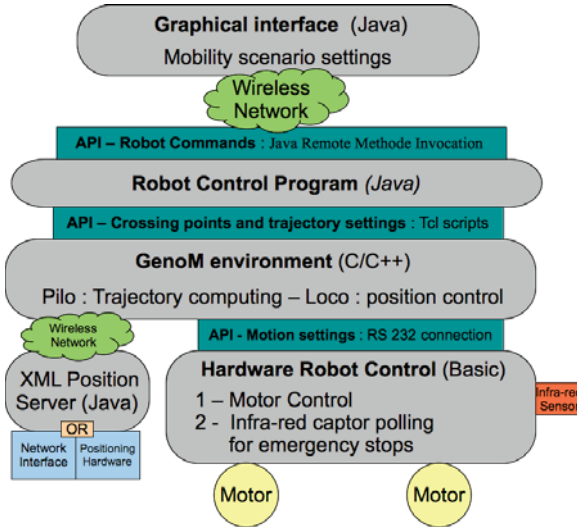 Graphical interface (Java)
Mobility scenario settings
Wireless
Network
API – Robot Commands : Java Remote Methode Invocation
Robot Control Program (Java)
API – Crossing points and trajectory settings : Tcl scripts
GenoM environment (C/C++)
Pilo : Trajectory computing – Loco : position control
Wireless
Network
API - Motion settings : RS 232 connection
XML Position
Server (Java)
OR
Network
Interface
Positioning
Hardware
Hardware Robot Control (Basic)
1 – Motor Control
2 - Infra-red captor polling
for emergency stops
Infra-red
Sensor
Motor
Motor